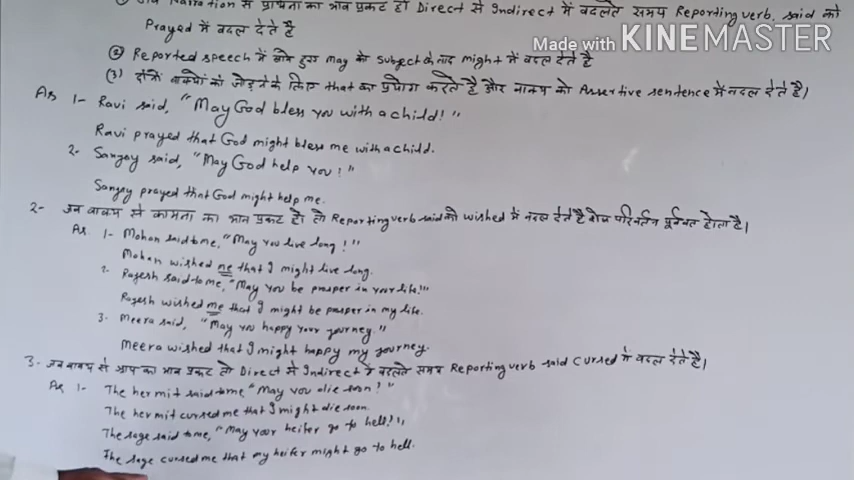 Narration से प्रार्थना का भाव प्रकट हो Direct से Indirect में बदलते समय Reporting verb, said को
Prayed में बदल देते हैं
Made with KINEMASTER
② Reported speech में आये हुए may को subject के बाद might में बदल देते हैं
(3) दोनों वाक्यों को जोड़ने के लिए that का प्रयोग करते हैं और वाक्य को Assertive sentence में बदल देते हैं।
As 1- Ravi said, "May God bless you with a child!"
Ravi prayed that God might bless me with a child.
2- Sanjay said, "May God help you!"
Sanjay prayed that God might help me.
2- जब वाक्य से कामना का भाव प्रकट हो तो Reporting verb said को wished में बदल देते हैं शेष परिवर्तन पूर्ववत होता है।
As. 1- Mohan said to me, "May you live long!"
Mohan wished me that I might live long.
2- Rajesh said to me, "May you be prosper in your life!"
Rajesh wished me that I might be prosper in my life.
3- Meera said, "May you happy your journey."
Meera wished that I might happy my journey.
3- जब वाक्य से श्राप का भाव प्रकट तो Direct से Indirect में बदलते समय Reporting verb said cursed में बदल देते हैं।
As 1- The hermit said to me "May you die soon!"
The hermit cursed me that I might die soon.
The sage said to me, "May your heifer go to hell!"
The sage cursed me that my heifer might go to hell.